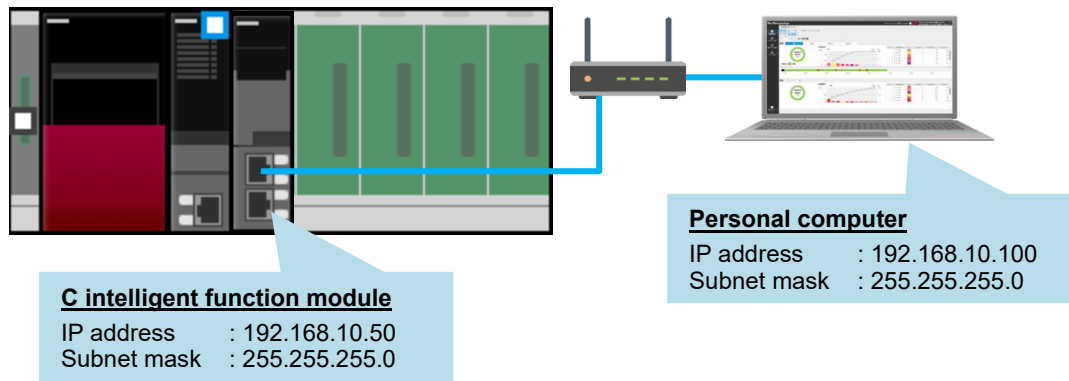 Personal computer
IP address : 192.168.10.100
Subnet mask : 255.255.255.0
C intelligent function module
IP address : 192.168.10.50
Subnet mask : 255.255.255.0